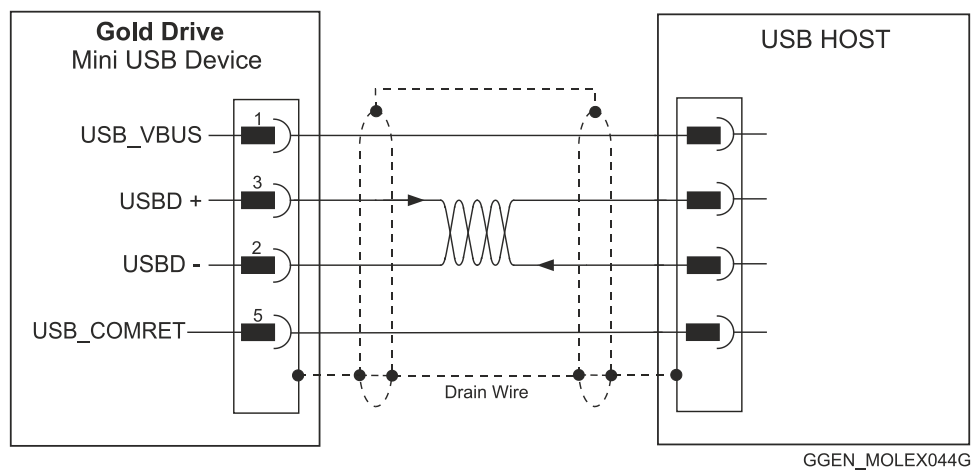 Gold Drive
Mini USB Device
USB HOST
USB_VBUS
1
USBD +
3
USBD -
2
USB_COMRET
5
Drain Wire
GGEN_MOLEX044G